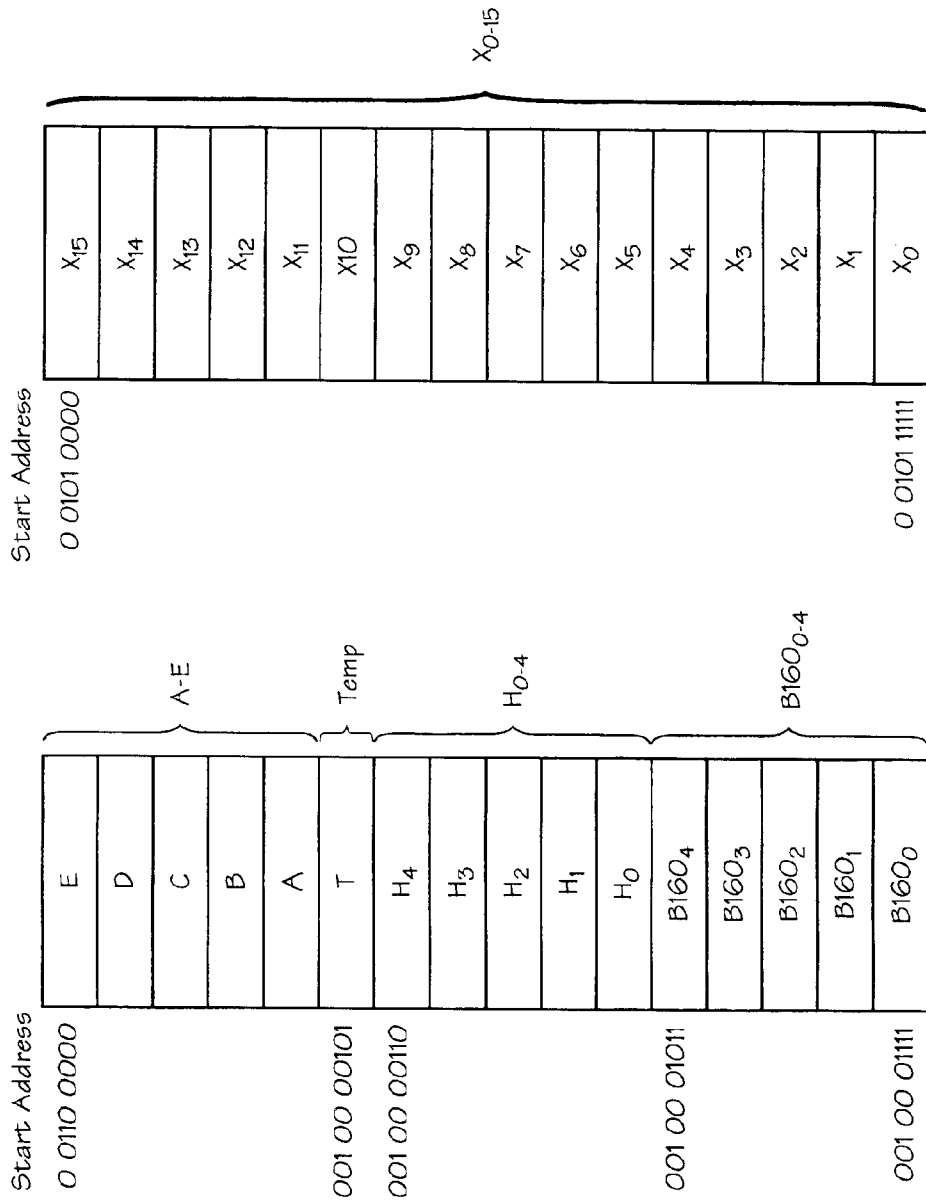 Start Address
0 0110 0000
E
D
C
B
A
A-E
001 00 00101
T
Temp
001 00 00110
H4
H3
H2
H1
H0
H0-4
001 00 01011
B1604
B1603
B1602
B1601
001 00 01111
B1600
B1600-4
Start Address
0 0101 0000
X15
X14
X13
X12
X11
X10
X9
X8
X7
X6
X5
X4
X3
X2
X1
0 0101 11111
X0
X0-15